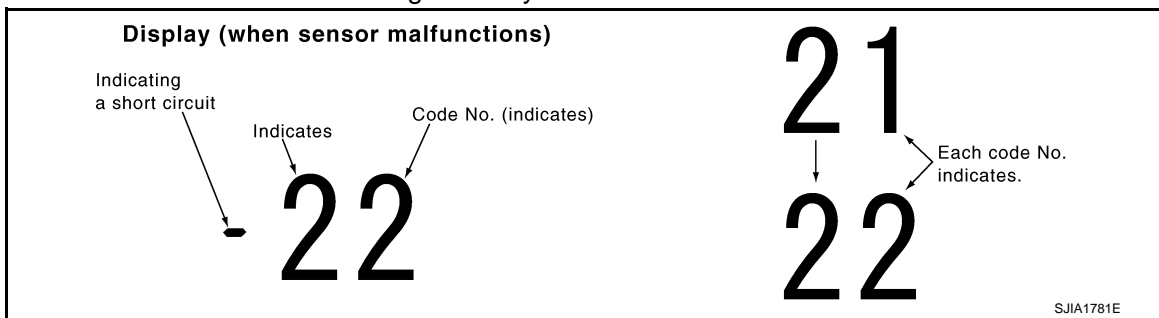 Display (when sensor malfunctions)
Indicating
a short circuit
Indicates
Code No. (indicates)
- 22
21
Each code No.
indicates.
22
SJIA1781E